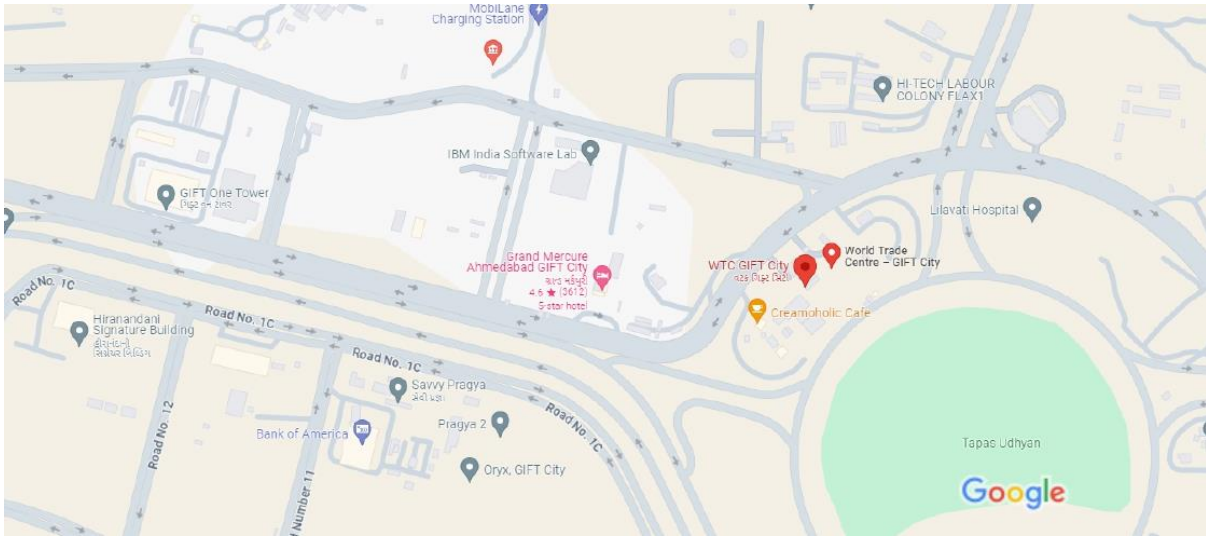 MobiLane
Charging Station
HI-TECH LABOUR
COLONY FLAX1
IBM India Software Lab
GIFT One Tower
Lilavati Hospital
World Trade
Centre – GIFT City
WTC GIFT City
વટક ગિફ્ટ સિટી
Grand Mercure
Ahmedabad GIFT City
4.6 ★ (3612)
5-star hotel
Creamoholic Cafe
Road No. 1C
Road No. 1C
Hiranandani
Signature Building
Road No. 1C
Savvy Pragya
Road No. 1C
Pragya 2
Bank of America
Road No. 12
Oryx, GIFT City
Number 11
Tapas Udhyan
Google